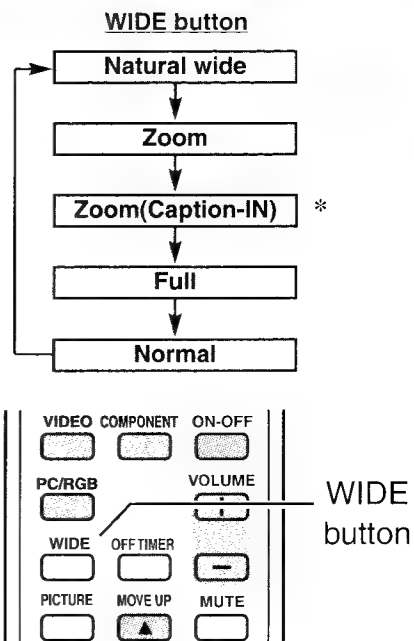 WIDE button
Natural wide
Zoom
Zoom(Caption-IN) *
Full
Normal
VIDEO COMPONENT ON-OFF
PC/RGB VOLUME
WIDE
button
WIDE OFF TIMER −
PICTURE MOVE UP MUTE
▲